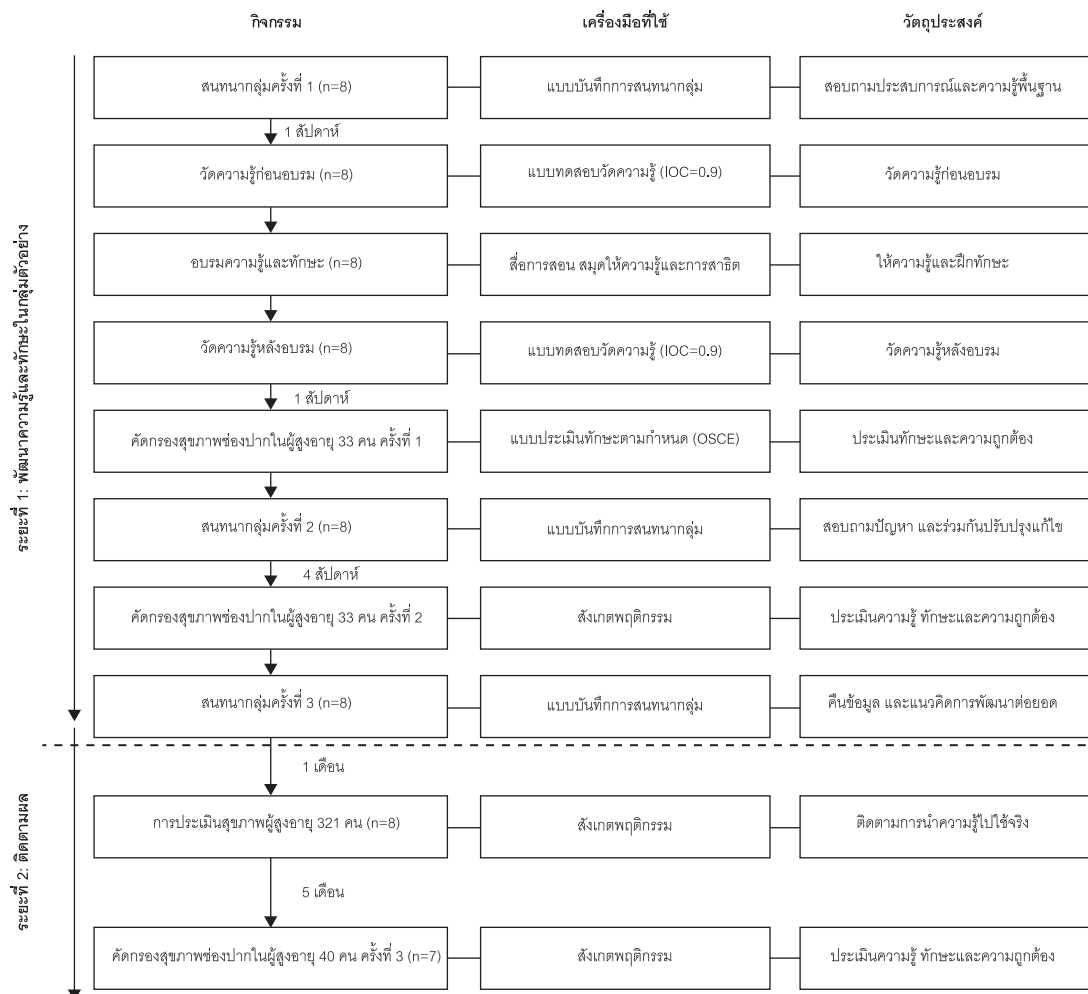 กิจกรรม เครื่องมือที่ใช้ วัตถุประสงค์
ระยะที่ 1: พัฒนาความรู้และทักษะในกลุ่มตัวอย่าง
สนทนากลุ่มครั้งที่ 1 (n=8) แบบบันทึกการสนทนากลุ่ม สอบถามประสบการณ์และความรู้พื้นฐาน
1 สัปดาห์
วัดความรู้ก่อนอบรม (n=8) แบบทดสอบวัดความรู้ (IOC=0.9) วัดความรู้ก่อนอบรม
อบรมความรู้และทักษะ (n=8) สื่อการสอน สมุดให้ความรู้และการสาธิต ให้ความรู้และฝึกทักษะ
วัดความรู้หลังอบรม (n=8) แบบทดสอบวัดความรู้ (IOC=0.9) วัดความรู้หลังอบรม
1 สัปดาห์
คัดกรองสุขภาพช่องปากในผู้สูงอายุ 33 คน ครั้งที่ 1 แบบประเมินทักษะตามกำหนด (OSCE) ประเมินทักษะและความถูกต้อง
สนทนากลุ่มครั้งที่ 2 (n=8) แบบบันทึกการสนทนากลุ่ม สอบถามปัญหา และร่วมกันปรับปรุงแก้ไข
4 สัปดาห์
คัดกรองสุขภาพช่องปากในผู้สูงอายุ 33 คน ครั้งที่ 2 สังเกตพฤติกรรม ประเมินความรู้ ทักษะและความถูกต้อง
สนทนากลุ่มครั้งที่ 3 (n=8) แบบบันทึกการสนทนากลุ่ม คืนข้อมูล และแนวคิดการพัฒนาต่อยอด
ระยะที่ 2: ติดตามผล
1 เดือน
การประเมินสุขภาพผู้สูงอายุ 321 คน (n=8) สังเกตพฤติกรรม ติดตามการนำความรู้ไปใช้จริง
5 เดือน
คัดกรองสุขภาพช่องปากในผู้สูงอายุ 40 คน ครั้งที่ 3 (n=7) สังเกตพฤติกรรม ประเมินความรู้ ทักษะและความถูกต้อง